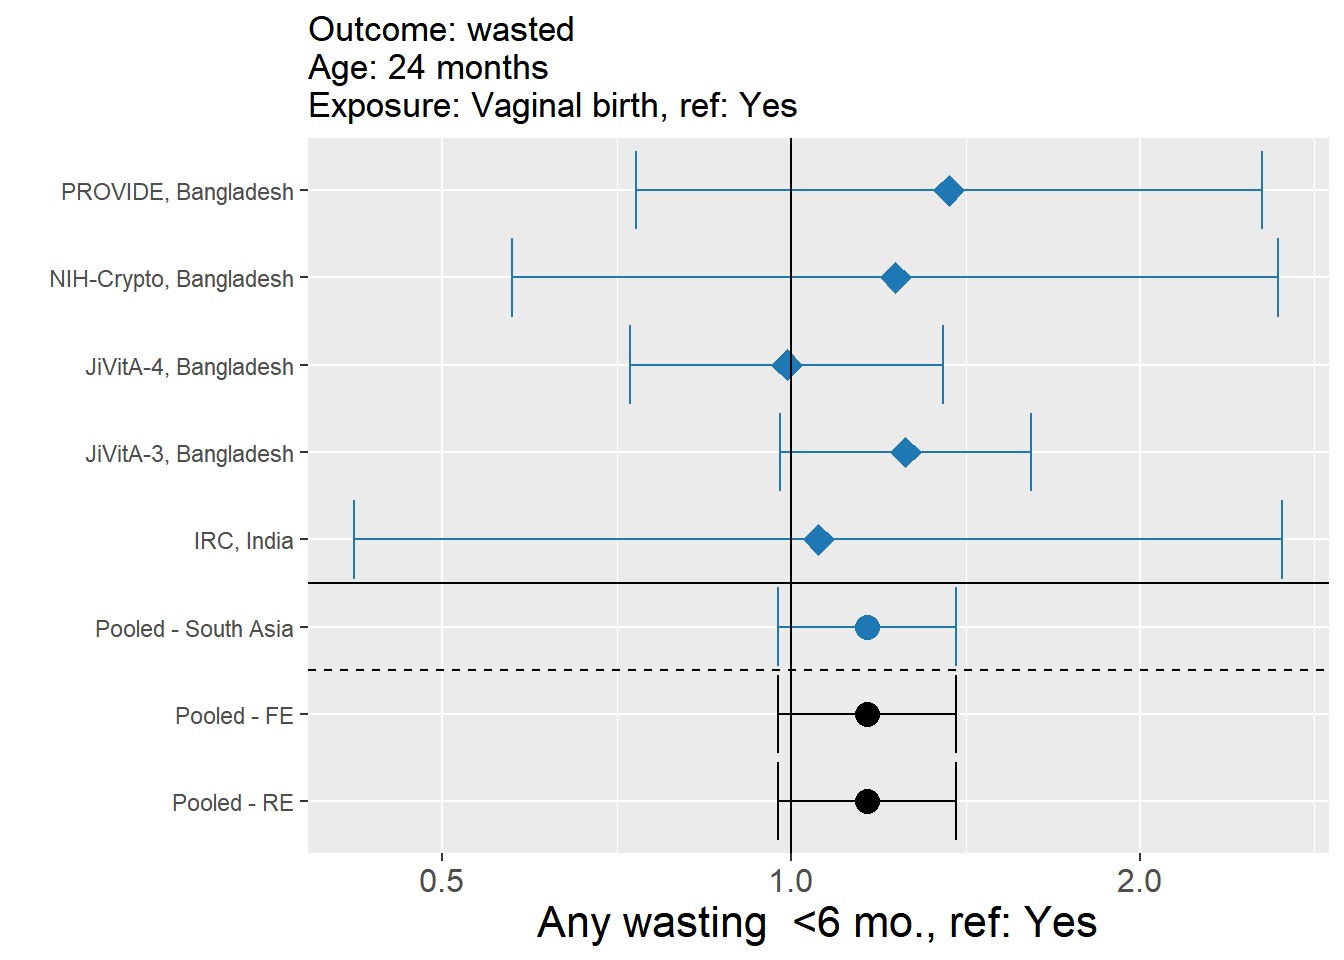 Outcome: wasted
Age: 24 months
Exposure: Vaginal birth, ref: Yes
PROVIDE, Bangladesh
NIH-Crypto, Bangladesh
JiVitA-4, Bangladesh
JiVitA-3, Bangladesh
IRC, India
Pooled - South Asia
Pooled - FE
Pooled - RE
0.5 1.0 2.0
Any wasting  <6 mo., ref: Yes